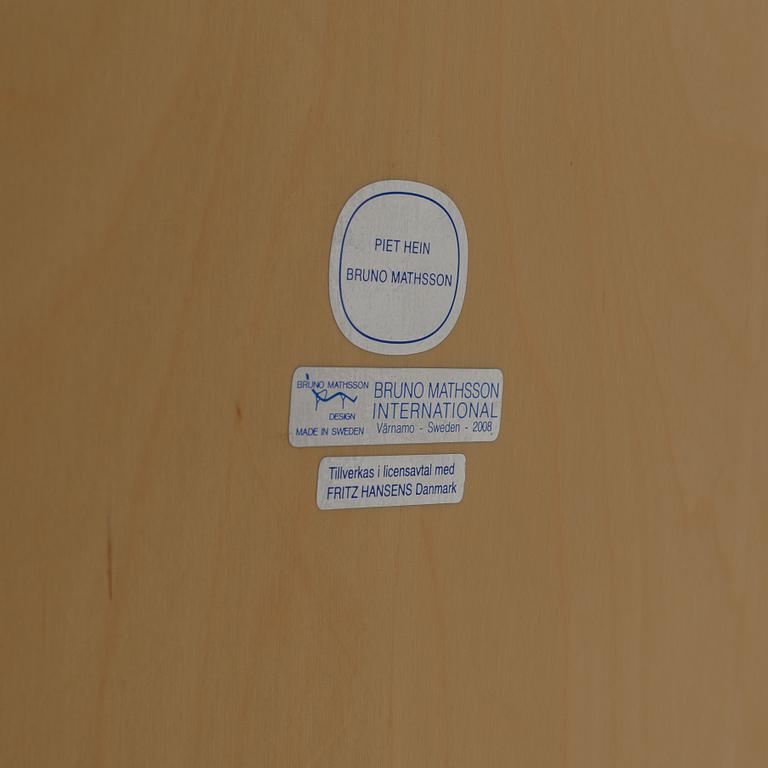 PIET HEIN
BRUNO MATHSSON
BRUNO MATHSSON
DESIGN
MADE IN SWEDEN
BRUNO MATHSSON
INTERNATIONAL
Värnamo - Sweden - 2008
Tillverkas i licensavtal med
FRITZ HANSENS Danmark